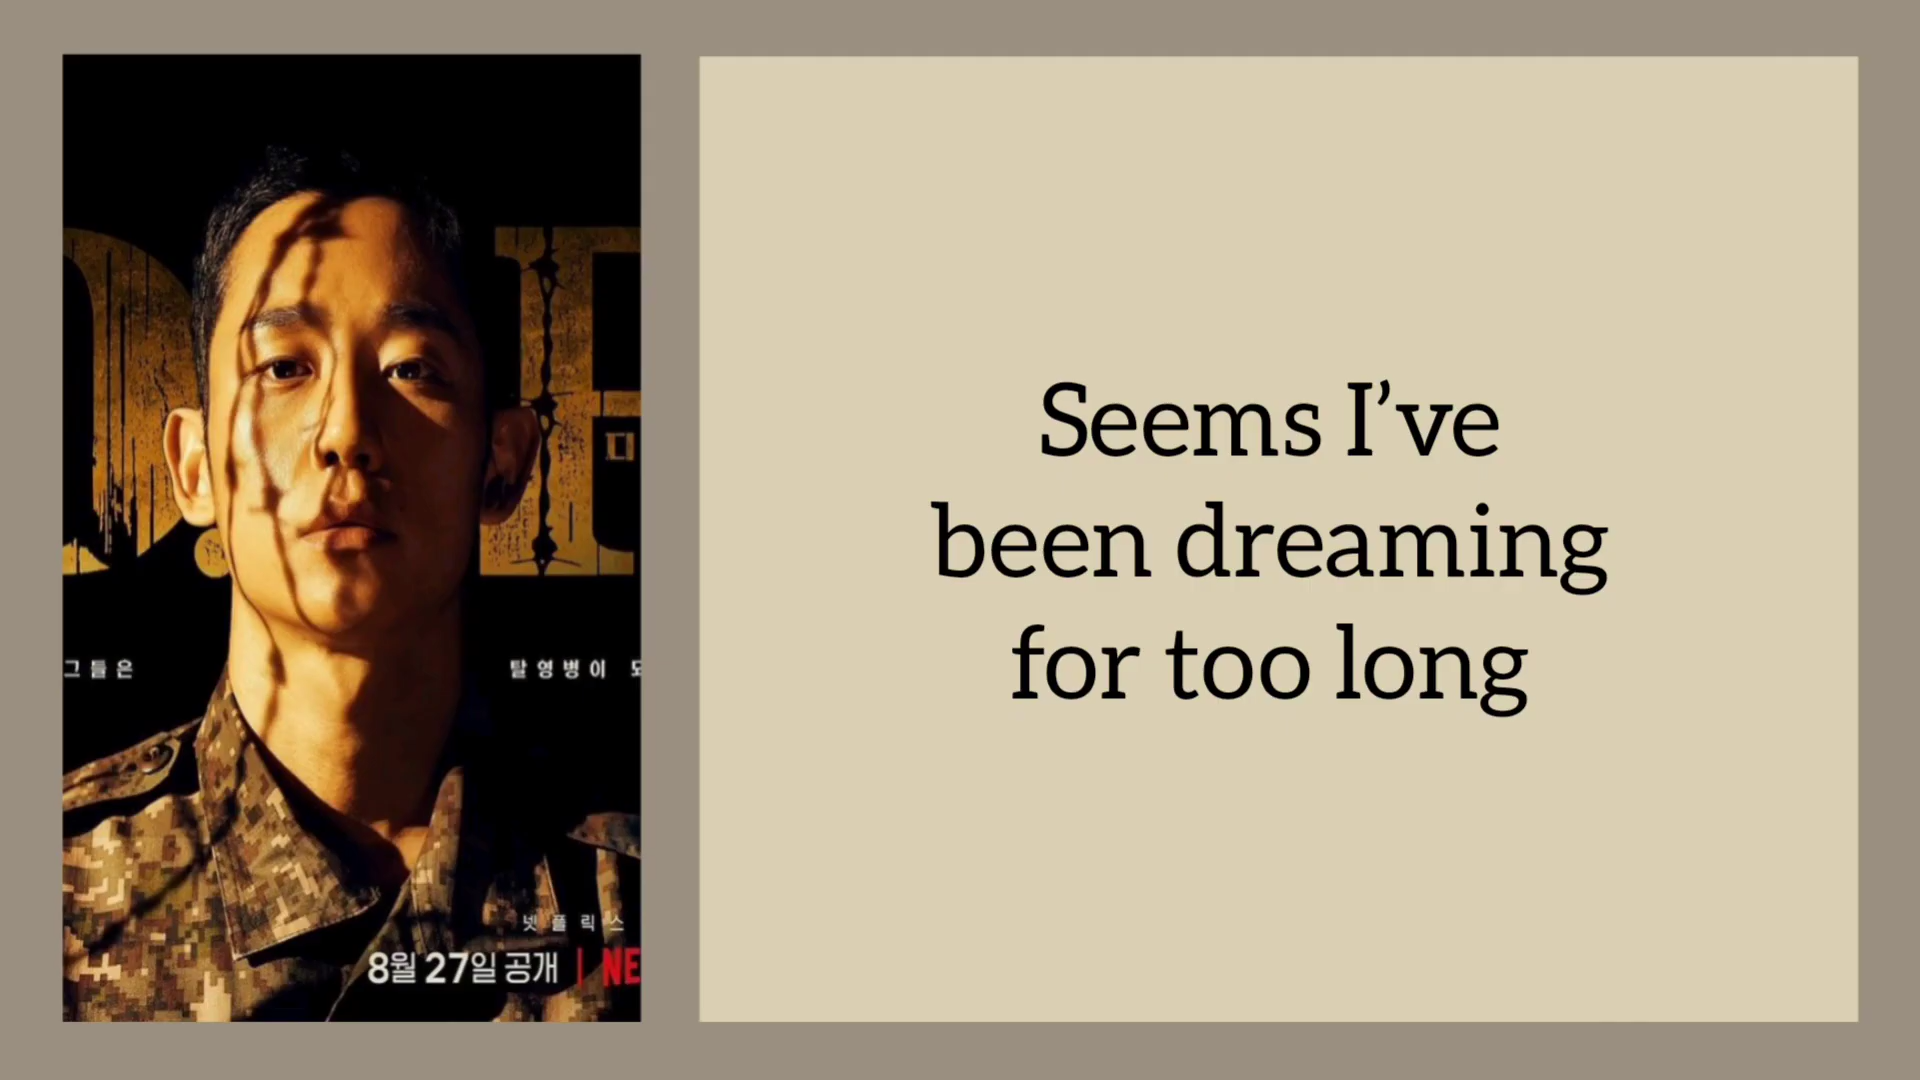 D.P.
디
그들은
탈영병이
넷플릭스
8월 27일 공개 | NE
Seems I’ve
been dreaming
for too long